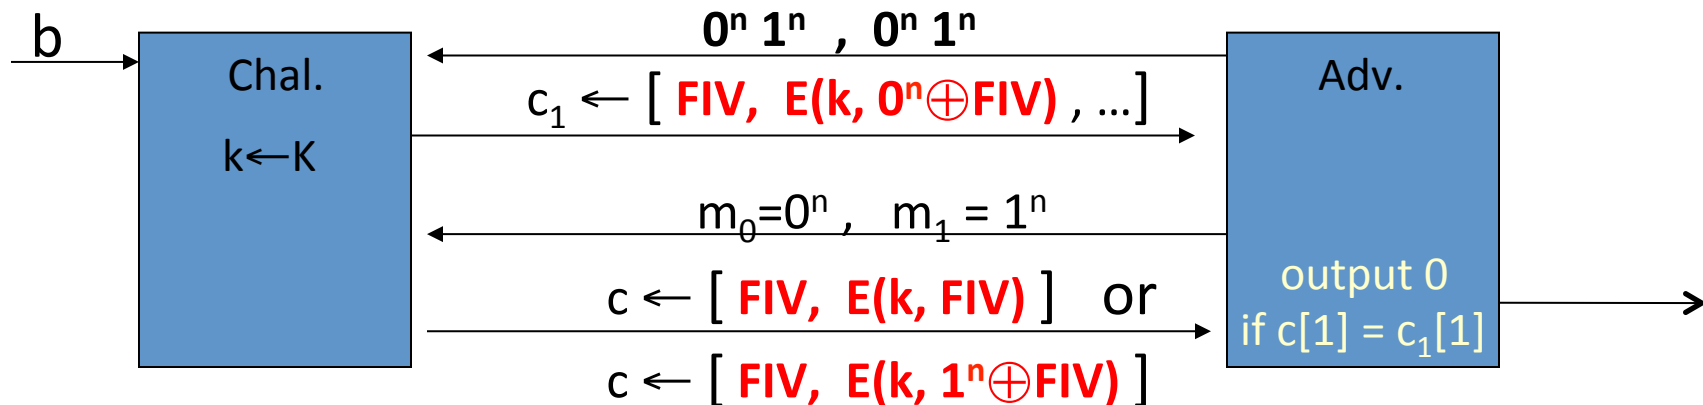 b
Chal.
k←K
0ⁿ 1ⁿ , 0ⁿ 1ⁿ
c₁ ← [ FIV, E(k, 0ⁿ⊕FIV) , …]
m₀=0ⁿ , m₁ = 1ⁿ
c ← [ FIV, E(k, FIV) ] or
c ← [ FIV, E(k, 1ⁿ⊕FIV) ]
Adv.
output 0
if c[1] = c₁[1]